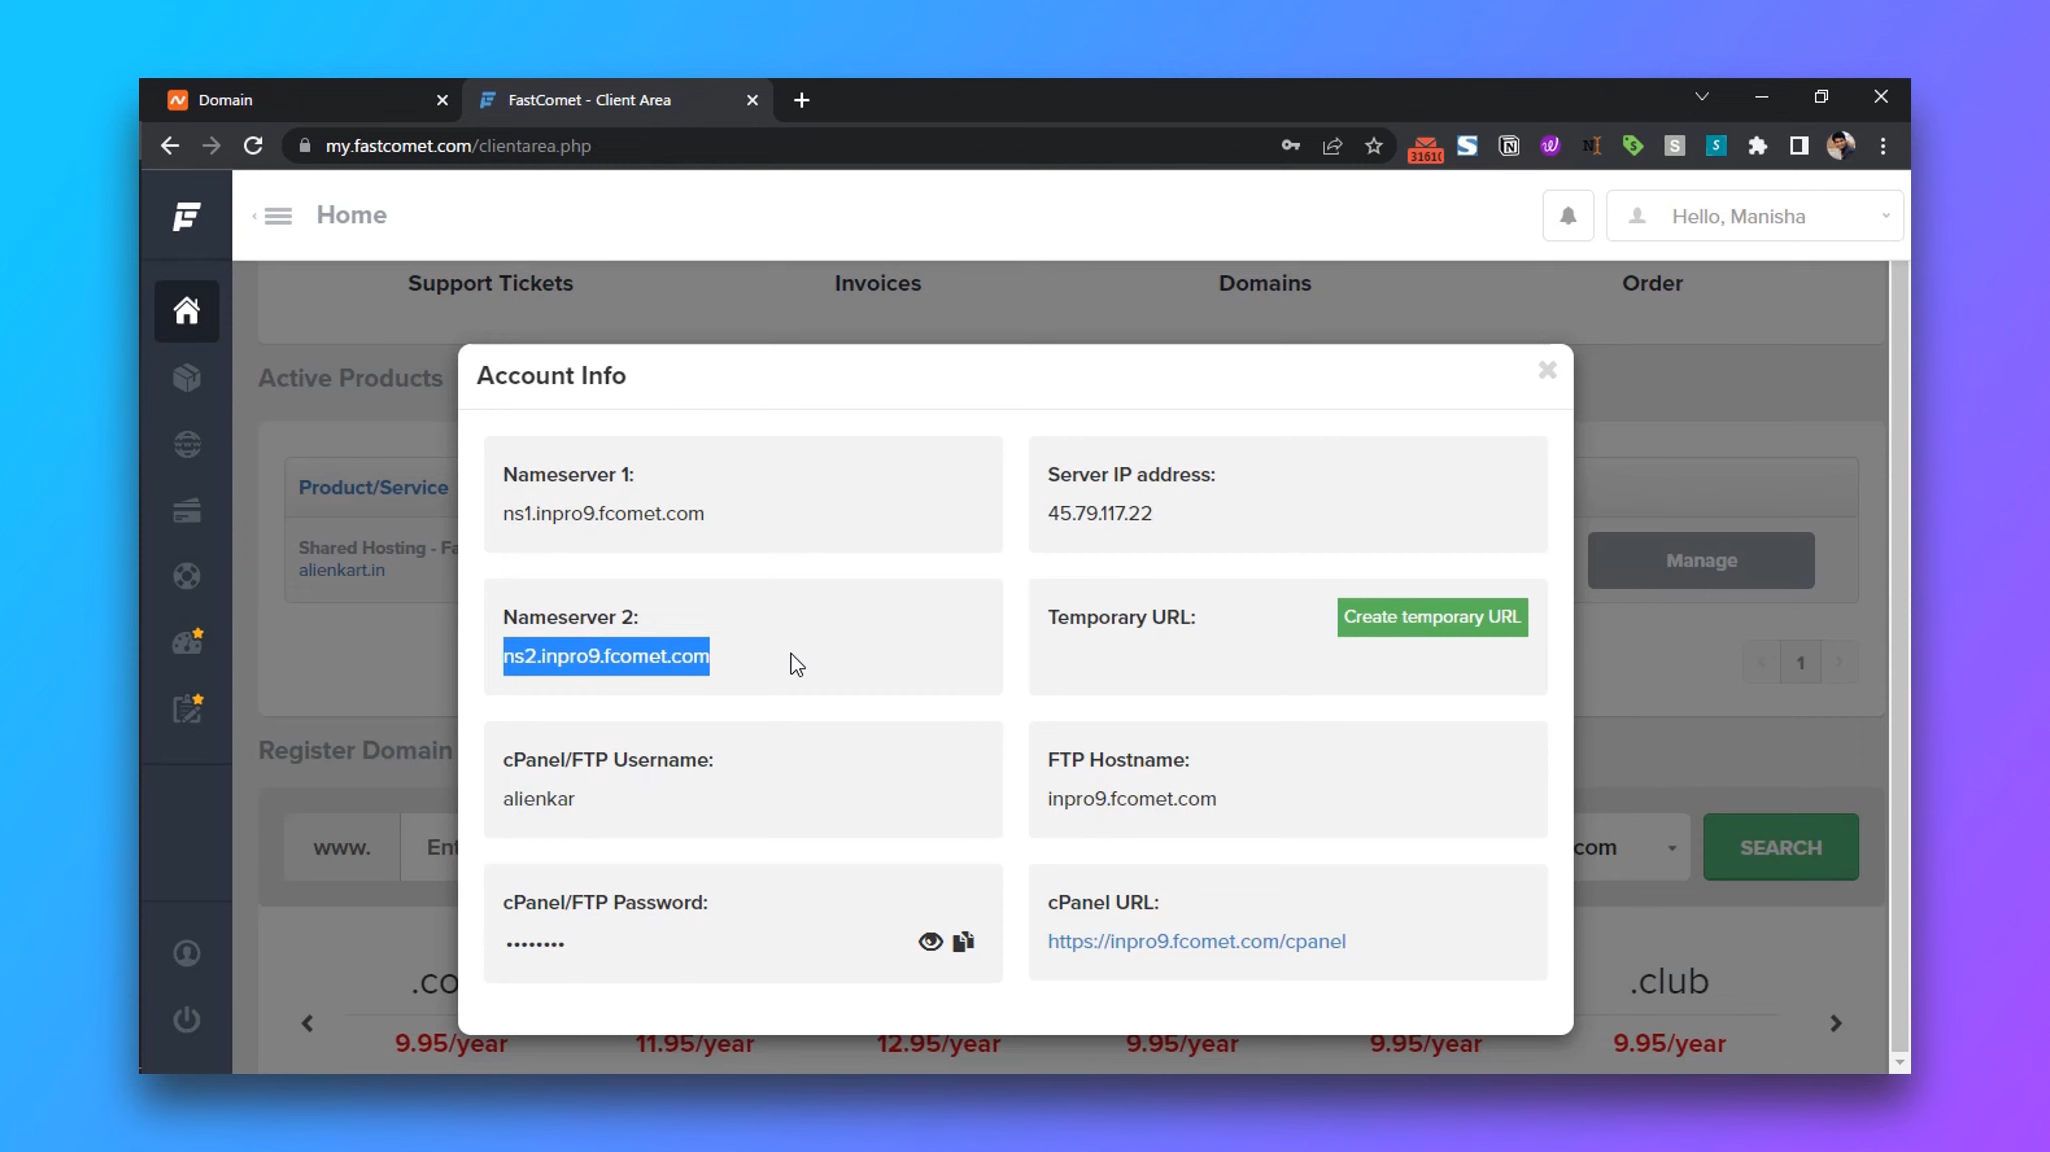 Domain
FastComet - Client Area
my.fastcomet.com/clientarea.php
31610
Home
Hello, Manisha
Support Tickets Invoices Domains Order
Active Products
Account Info
Nameserver 1:
ns1.inpro9.fcomet.com
Server IP address:
45.79.117.22
Product/Service
Shared Hosting - Fa
alienkart.in
Manage
Nameserver 2:
ns2.inpro9.fcomet.com
Temporary URL:
Create temporary URL
1
cPanel/FTP Username:
alienkar
FTP Hostname:
inpro9.fcomet.com
Register Domain
www.
Ent
com
SEARCH
cPanel/FTP Password:
••••••••
cPanel URL:
https://inpro9.fcomet.com/cpanel
.co
.club
9.95/year 11.95/year 12.95/year 9.95/year 9.95/year 9.95/year